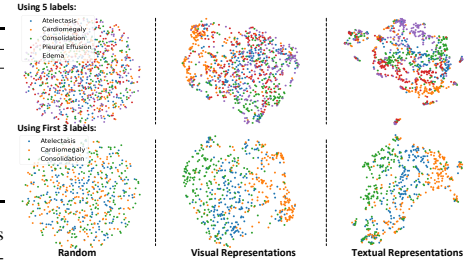 Using 5 labels:
Atelectasis
Cardiomegaly
Consolidation
Pleural Effusion
Edema
Using First 3 labels:
Atelectasis
Cardiomegaly
Consolidation
s
Random
Visual Representations
Textual Representations